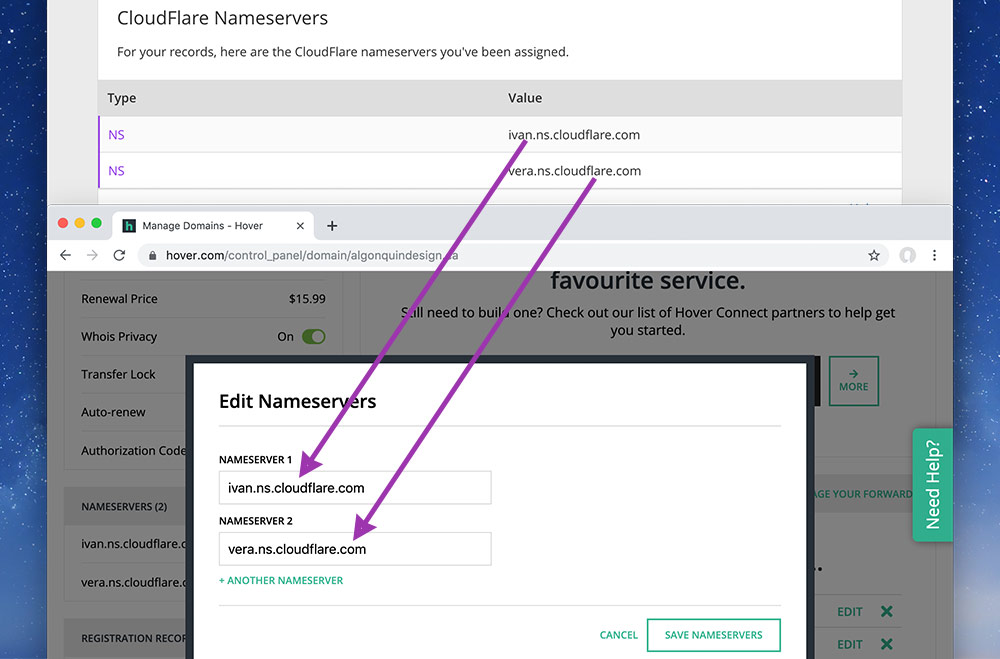 CloudFlare Nameservers
For your records, here are the CloudFlare nameservers you've been assigned.
Type Value
NS ivan.ns.cloudflare.com
NS vera.ns.cloudflare.com
Manage Domains - Hover
hover.com/control_panel/domain/algonquindesign.ca
favourite service.
Renewal Price $15.99
Still need to build one? Check out our list of Hover Connect partners to help get
you started.
Whois Privacy On
Transfer Lock
MORE
Auto-renew
Authorization Code
Edit Nameservers
NAMESERVER 1
ivan.ns.cloudflare.com
NAMESERVER 2
vera.ns.cloudflare.com
+ ANOTHER NAMESERVER
CANCEL SAVE NAMESERVERS
NAMESERVERS (2)
ivan.ns.cloudflare.c
vera.ns.cloudflare.c
REGISTRATION RECOR
AGE YOUR FORWARD
Need Help?
..
EDIT
EDIT